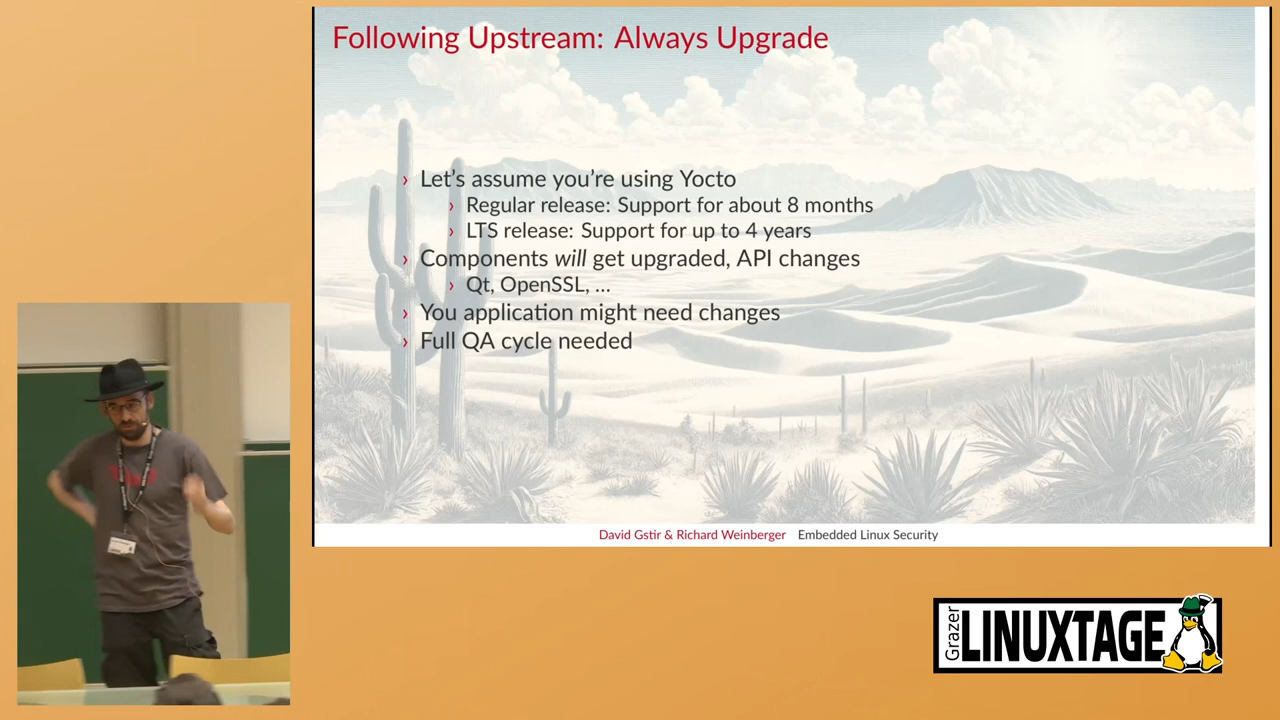 Following Upstream: Always Upgrade
› Let's assume you're using Yocto
› Regular release: Support for about 8 months
› LTS release: Support for up to 4 years
› Components will get upgraded, API changes
› Qt, OpenSSL, ...
› You application might need changes
› Full QA cycle needed
David Gstir & Richard Weinberger Embedded Linux Security
Grazer
LINUXTAGE